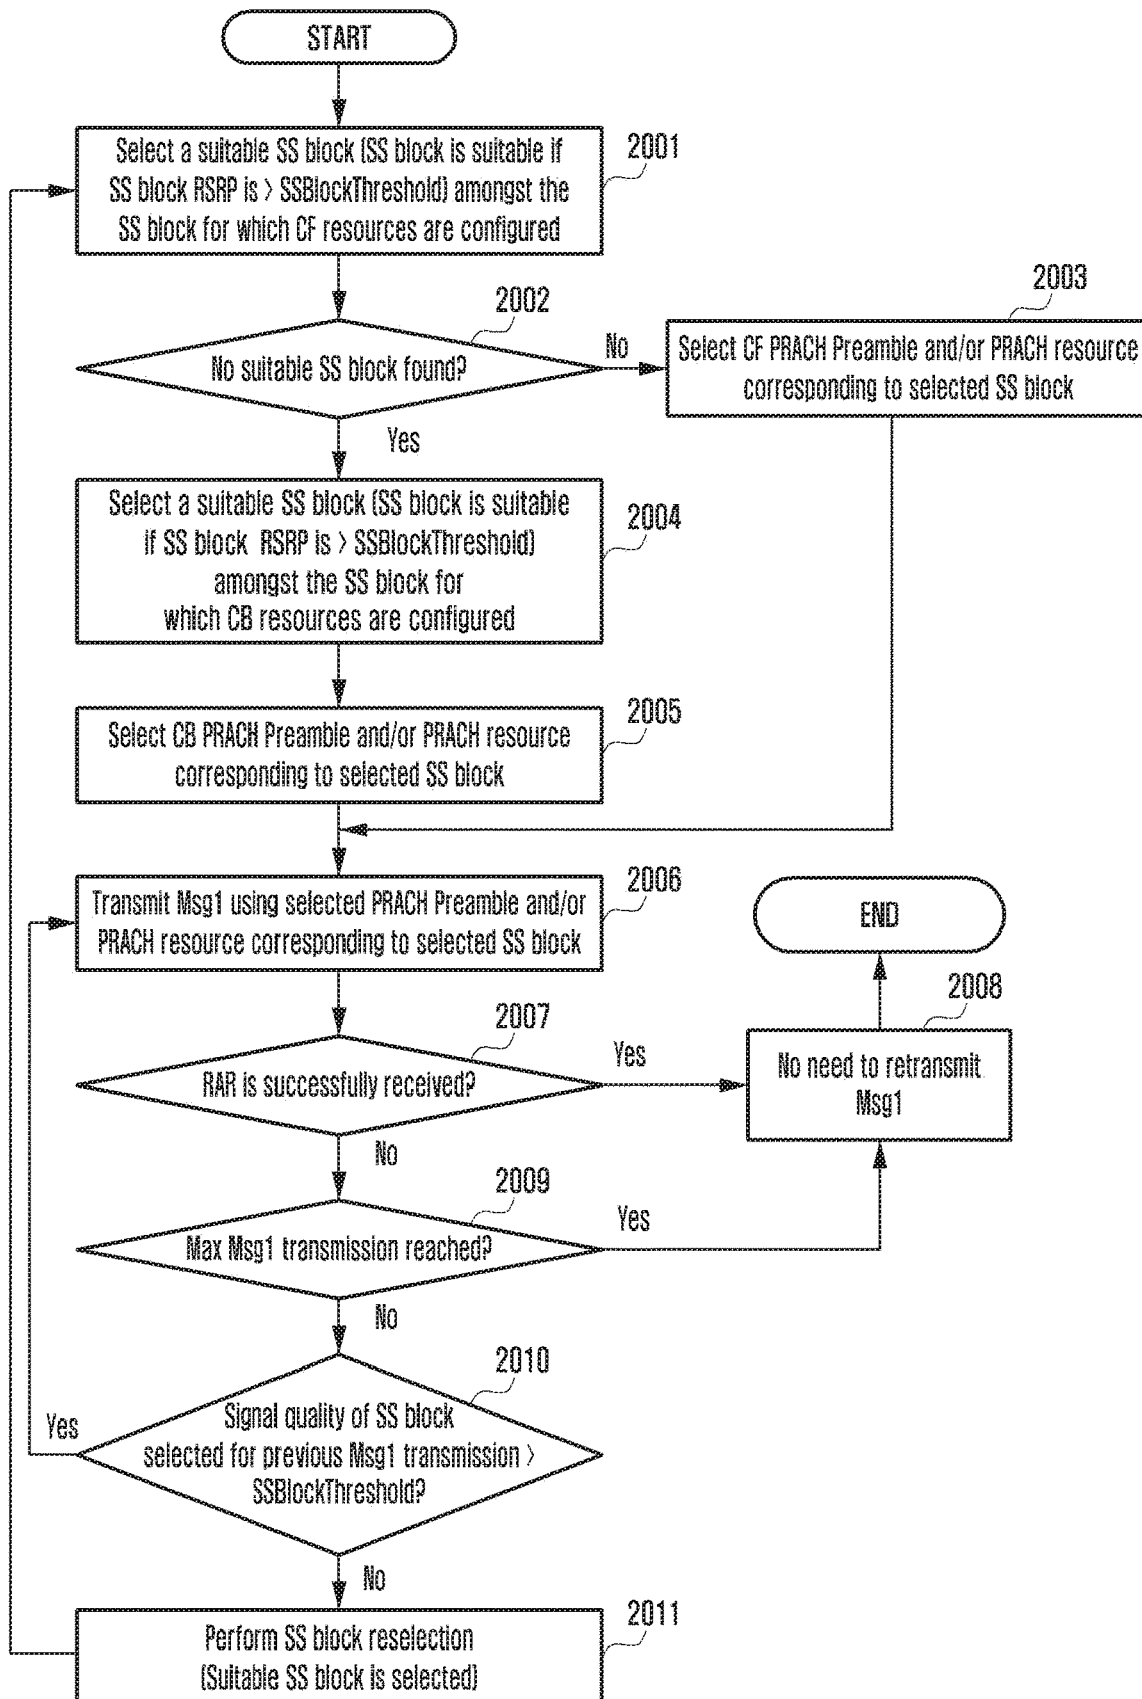 START
Select a suitable SS block (SS block is suitable if
SS block RSRP is > SSBlockThreshold) amongst the
SS block for which CF resources are configured
2001
No suitable SS block found?
2002
No
2003
Select CF PRACH Preamble and/or PRACH resource
corresponding to selected SS block
Yes
Select a suitable SS block (SS block is suitable
if SS block RSRP is > SSBlockThreshold)
amongst the SS block for
which CB resources are configured
2004
Select CB PRACH Preamble and/or PRACH resource
corresponding to selected SS block
2005
Transmit Msg1 using selected PRACH Preamble and/or
PRACH resource corresponding to selected SS block
2006
END
2007
RAR is successfully received?
Yes
2008
No need to retransmit
Msg1
No
2009
Max Msg1 transmission reached?
Yes
No
2010
Signal quality of SS block
selected for previous Msg1 transmission >
SSBlockThreshold?
Yes
No
2011
Perform SS block reselection
(Suitable SS block is selected)